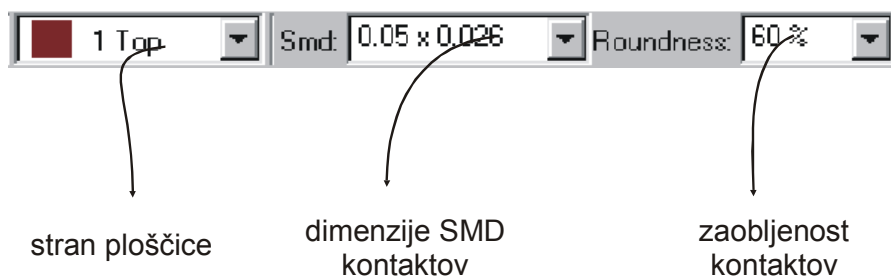 1 Top Smd: 0.05 x 0.026 Roundness: 60 %
stran ploščice
dimenzije SMD
kontaktov
zaobljenost
kontaktov